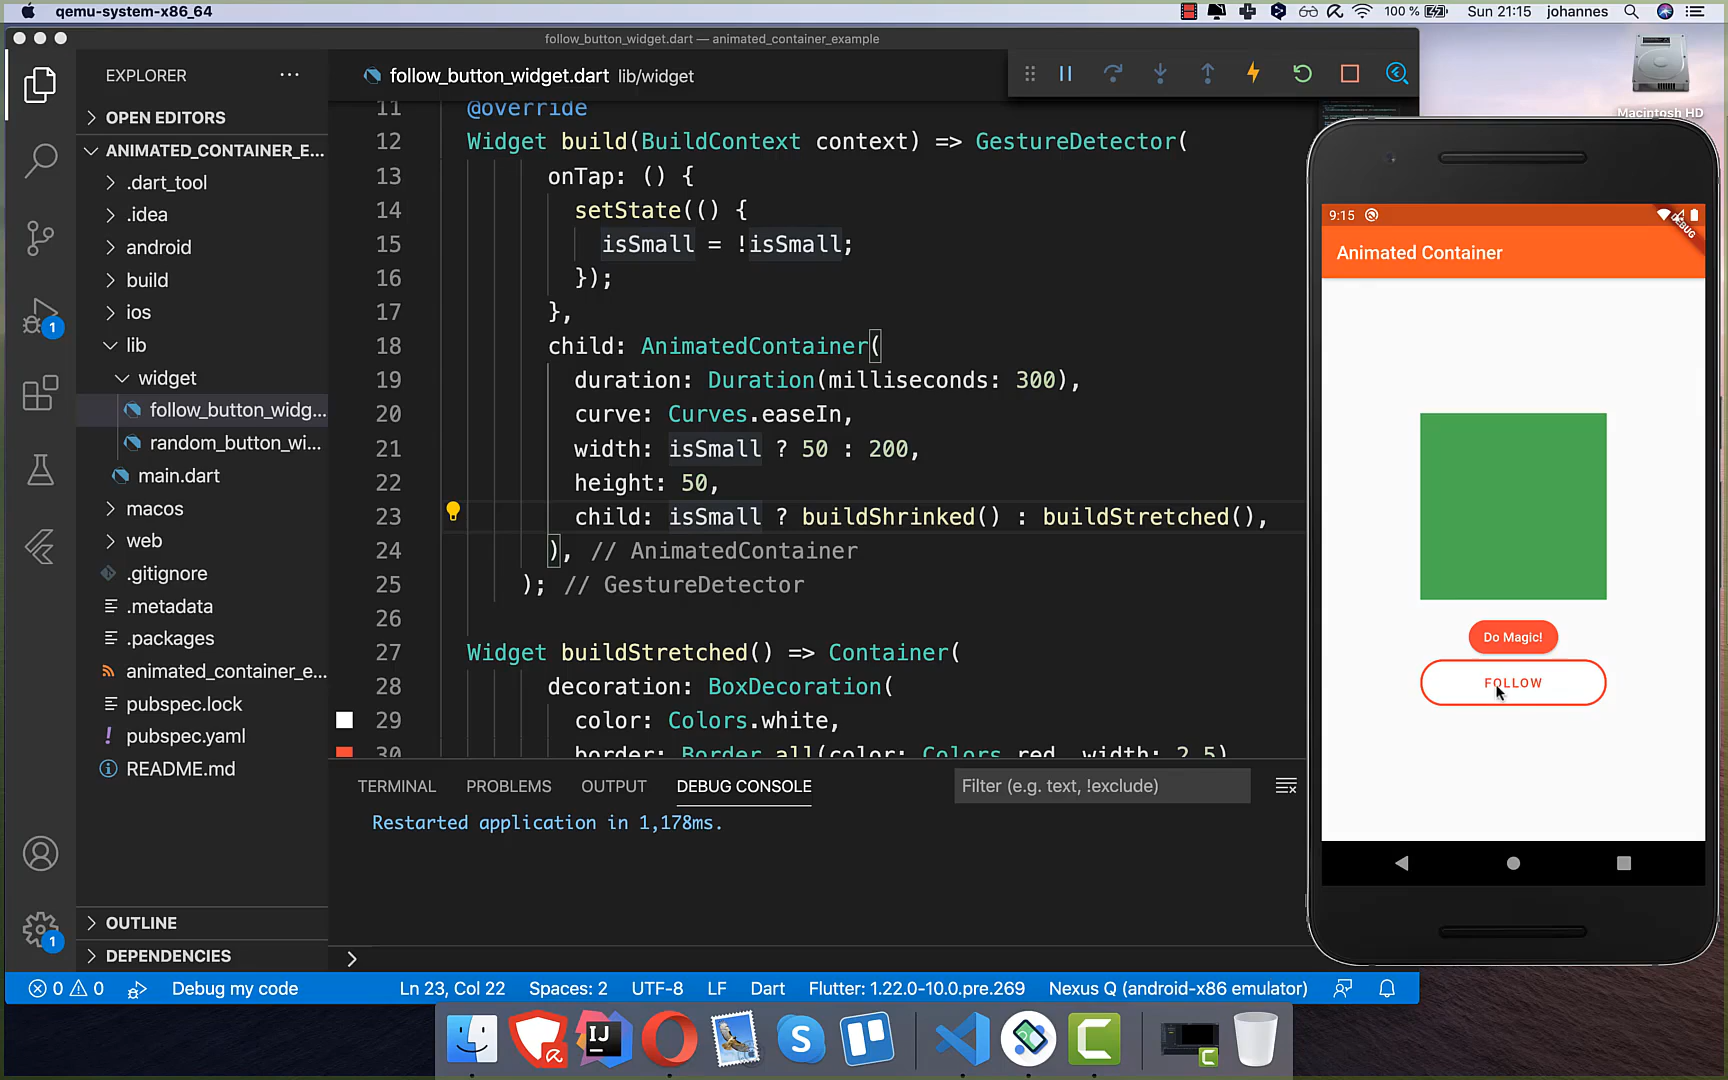 qemu-system-x86_64
100 %
Sun 21:15
johannes
follow_button_widget.dart — animated_container_example
EXPLORER
follow_button_widget.dart lib/widget
Macintosh HD
OPEN EDITORS
ANIMATED_CONTAINER_E...
.dart_tool
.idea
android
build
ios
lib
widget
follow_button_widg...
random_button_wi...
main.dart
macos
web
.gitignore
.metadata
.packages
animated_container_e...
pubspec.lock
pubspec.yaml
README.md
OUTLINE
DEPENDENCIES
1
1
11 @override
12 Widget build(BuildContext context) => GestureDetector(
13 onTap: () {
14 setState(() {
15 isSmall = !isSmall;
16 });
17 },
18 child: AnimatedContainer(
19 duration: Duration(milliseconds: 300),
20 curve: Curves.easeIn,
21 width: isSmall ? 50 : 200,
22 height: 50,
23 child: isSmall ? buildShrinked() : buildStretched(),
24 ), // AnimatedContainer
25 ); // GestureDetector
26
27 Widget buildStretched() => Container(
28 decoration: BoxDecoration(
29 color: Colors.white,
30 border: Border.all(color: Colors.red, width: 2.5)
TERMINAL PROBLEMS OUTPUT DEBUG CONSOLE
Filter (e.g. text, !exclude)
Restarted application in 1,178ms.
9:15
DEBUG
Animated Container
Do Magic!
FOLLOW
0 0 Debug my code
Ln 23, Col 22 Spaces: 2 UTF-8 LF Dart Flutter: 1.22.0-10.0.pre.269 Nexus Q (android-x86 emulator)
IJ
S
C
C